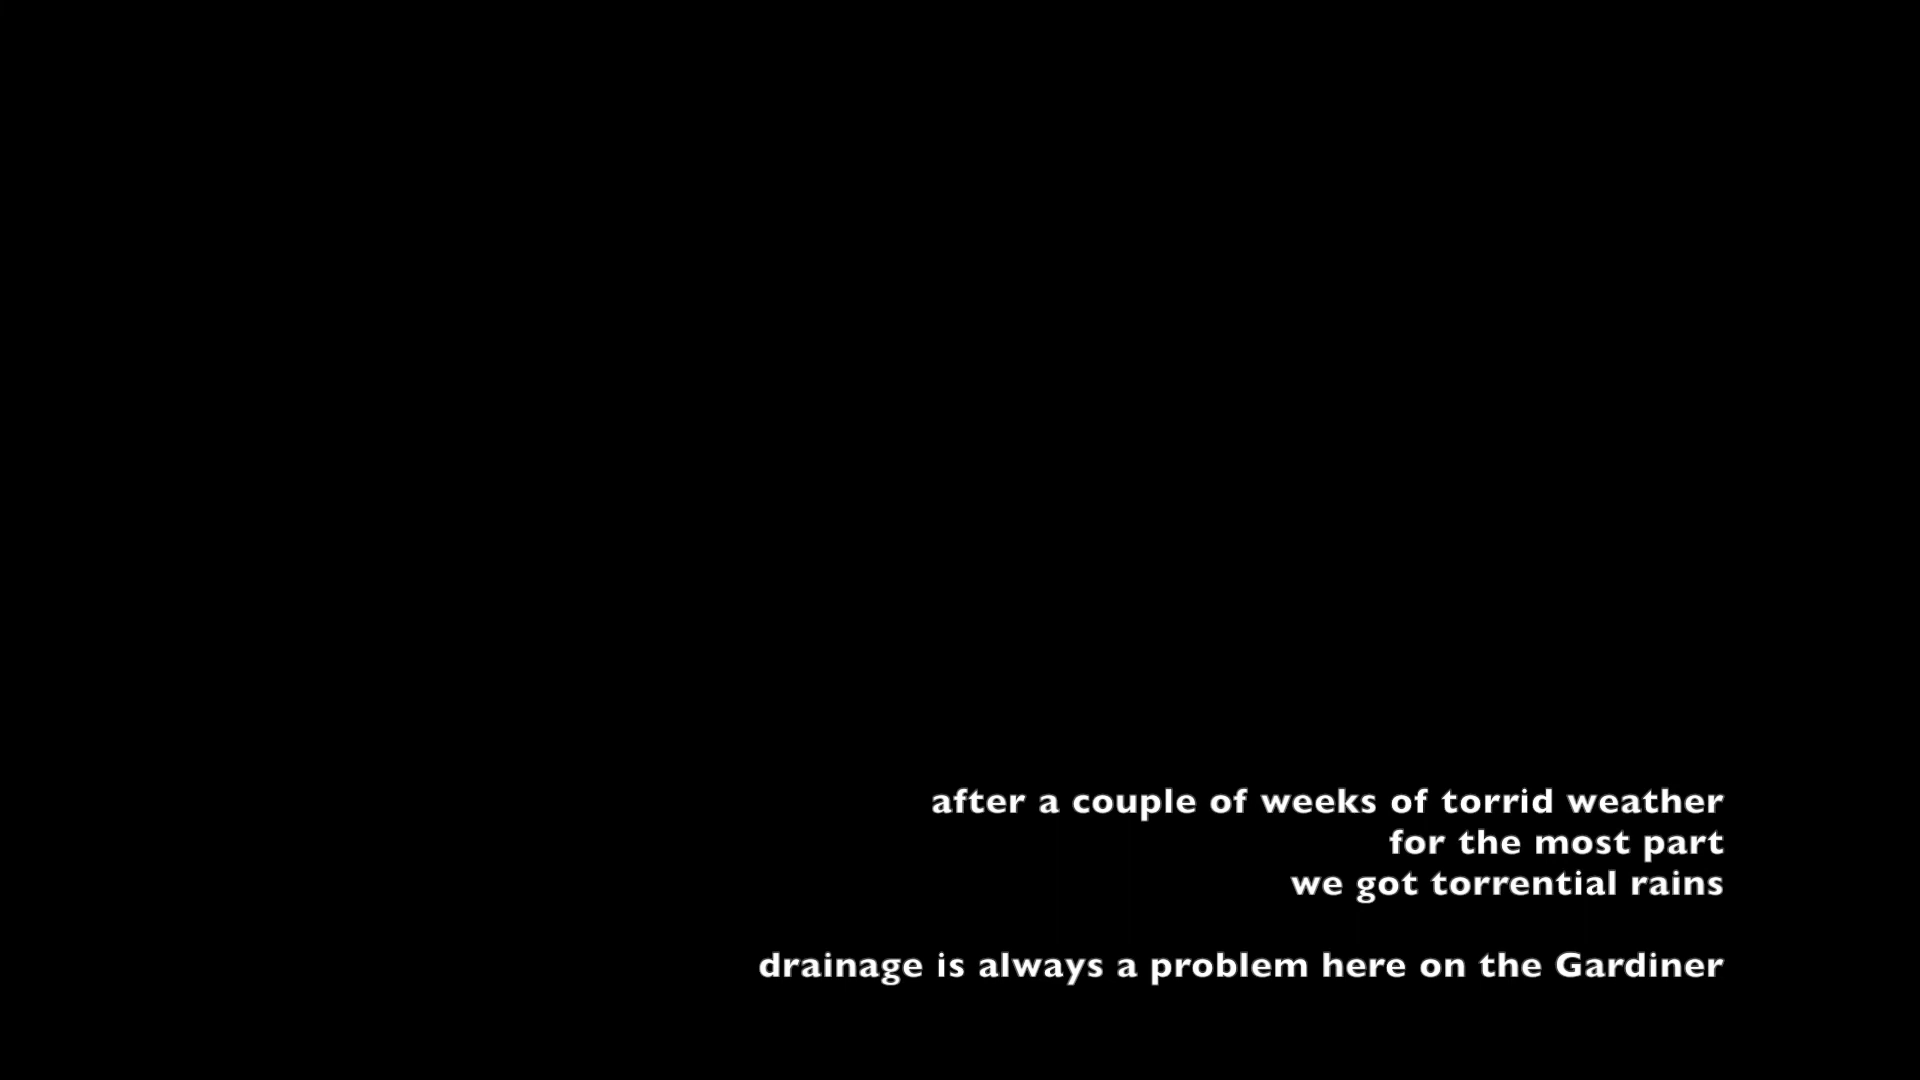 after a couple of weeks of torrid weather
for the most part
we got torrential rains
drainage is always a problem here on the Gardiner